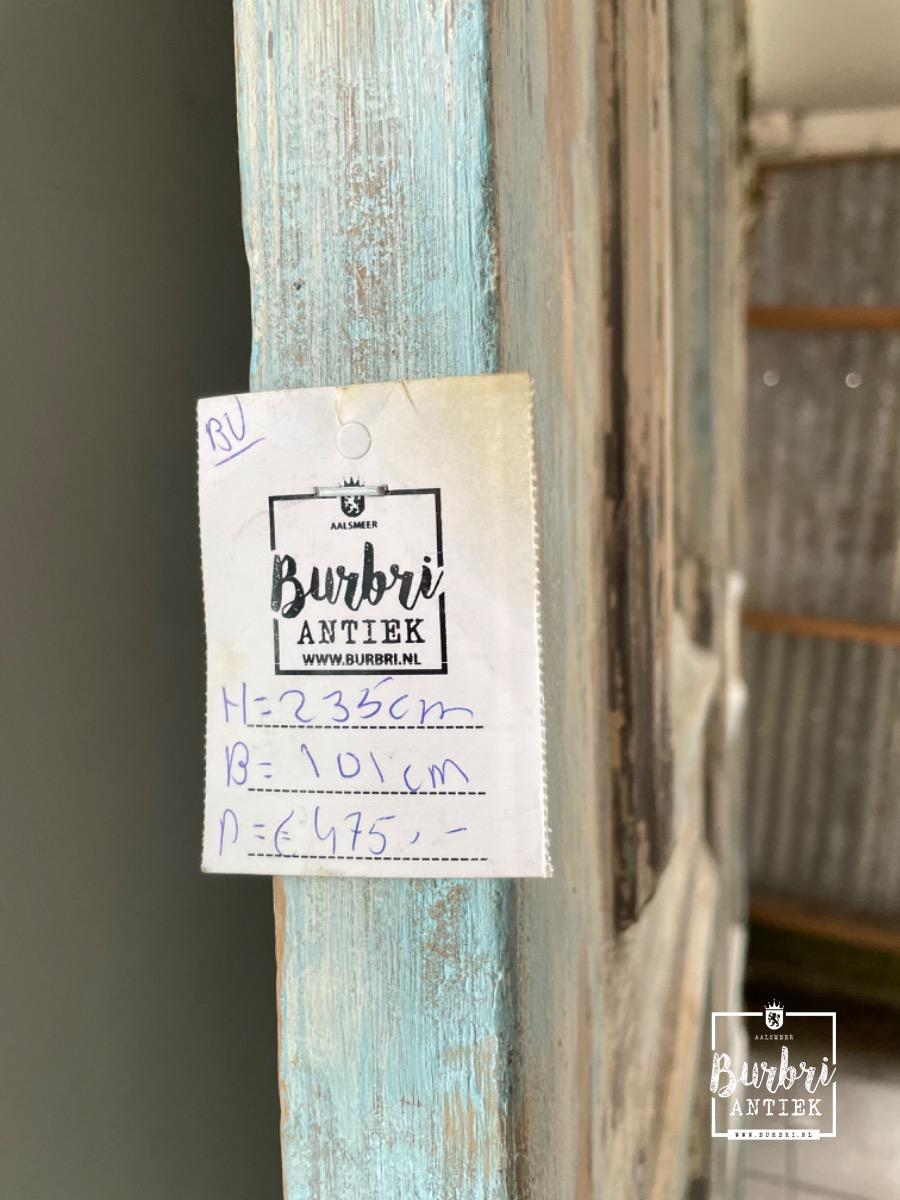 BU
AALSMEER
Burbri
ANTIEK
WWW.BURBRI.NL
H=235cm
B=101cm
P=€475,-
AALSMEER
Burbri
ANTIEK
WWW.BURBRI.NL